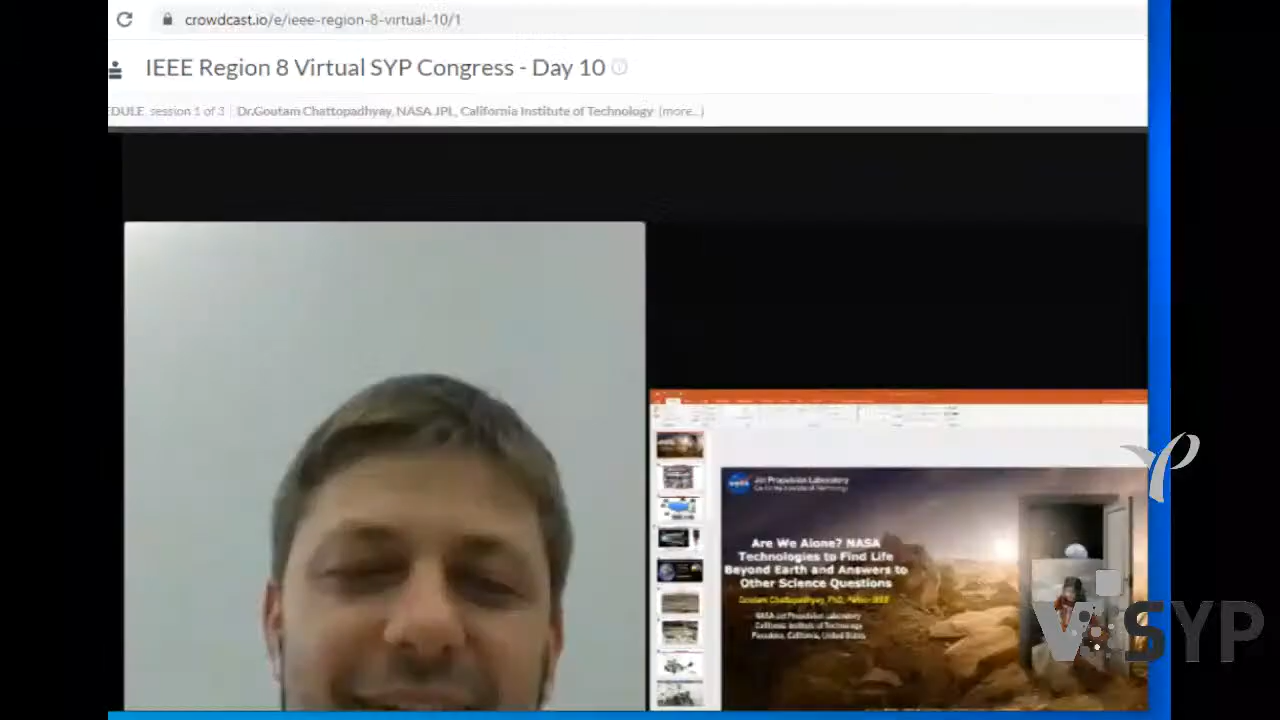 crowdcast.io/e/ieee-region-8-virtual-10/1
IEEE Region 8 Virtual SYP Congress - Day 10
EDULE session 1 of 3 Dr.Goutam Chattopadhyay, NASA JPL, California Institute of Technology (more...)
Jet Propulsion Laboratory
California Institute of Technology
Are We Alone? NASA
Technologies to Find Life
Beyond Earth and Answers to
Other Science Questions
Goutam Chattopadhyay, PhD, Fellow IEEE
NASA Jet Propulsion Laboratory
California Institute of Technology
Pasadena, California, United States
V SYP